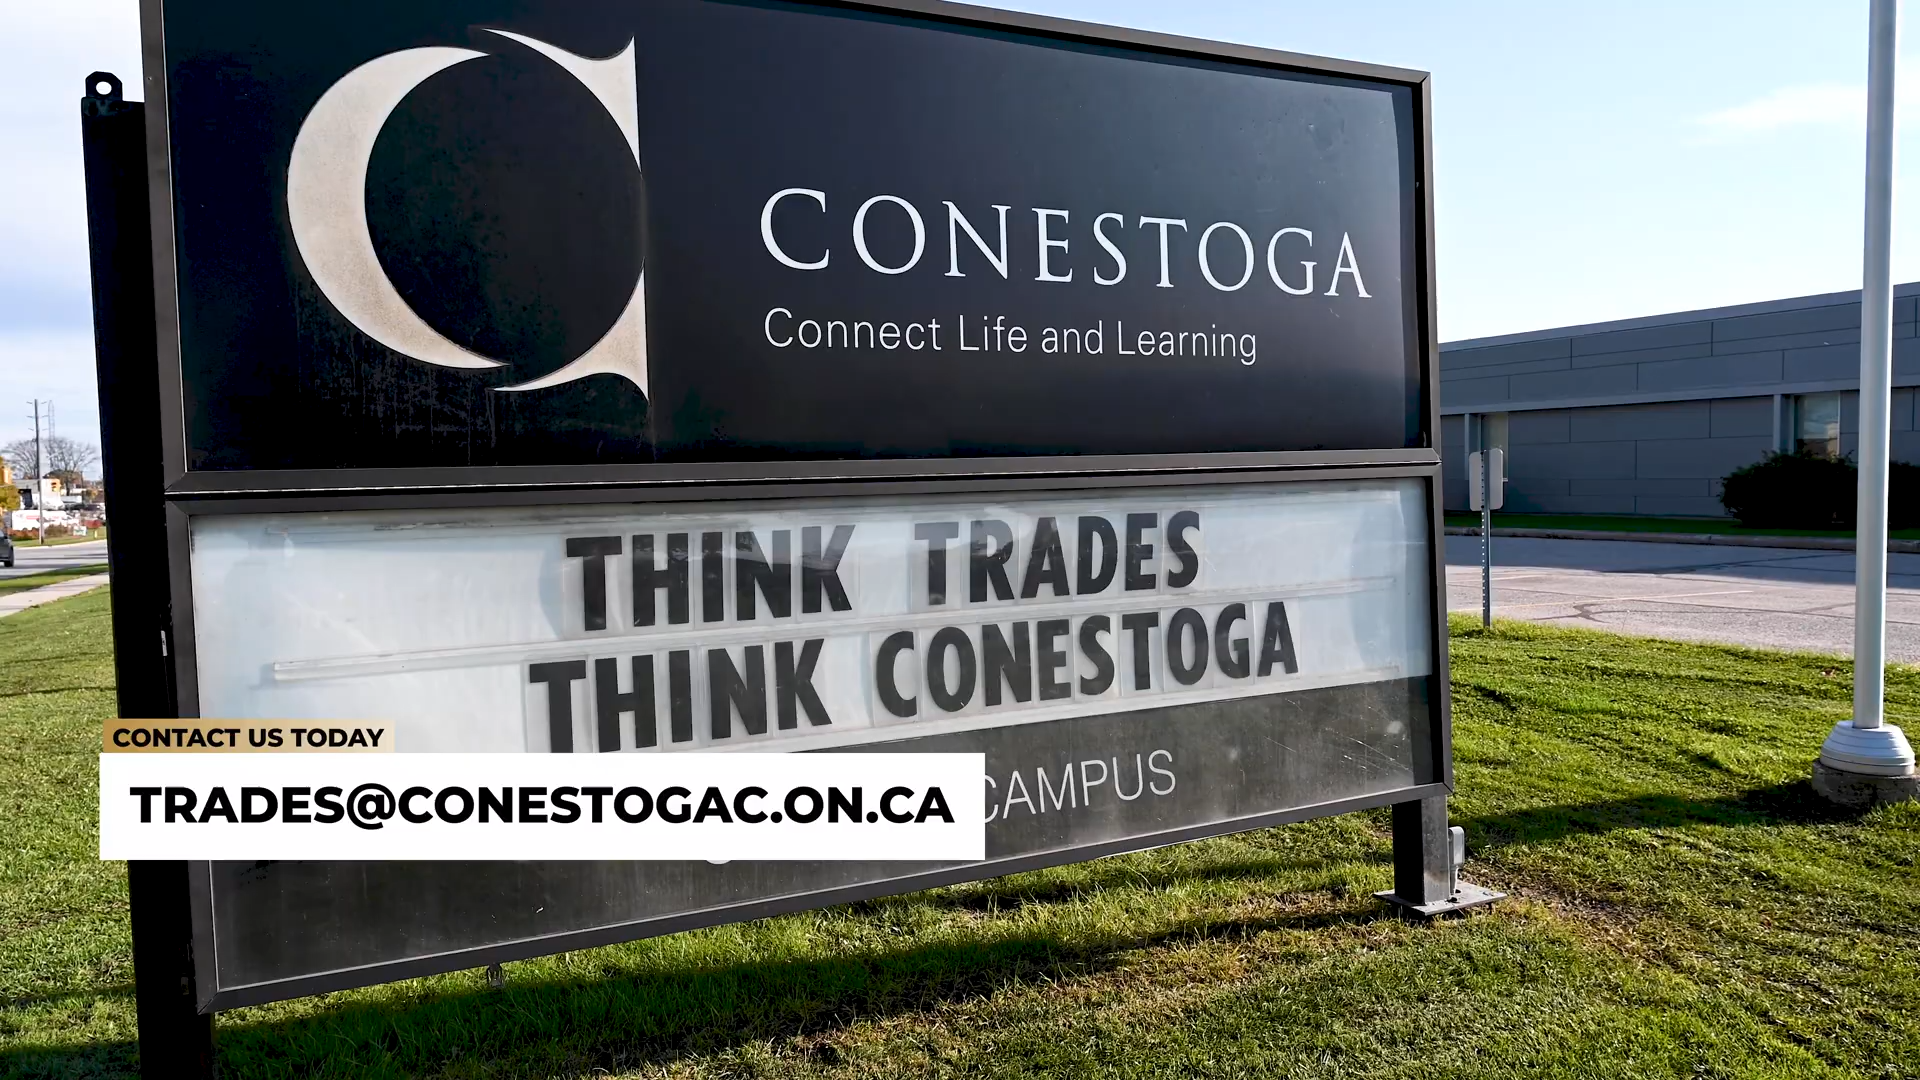 CONESTOGA
Connect Life and Learning
THINK TRADES
THINK CONESTOGA
CAMPUS
CONTACT US TODAY
TRADES@CONESTOGAC.ON.CA